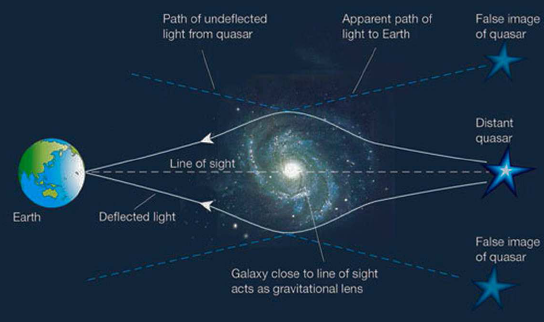 Path of undeflected
light from quasar
Apparent path of
light to Earth
False image
of quasar
Distant
quasar
Line of sight
Earth
Deflected light
False image
of quasar
Galaxy close to line of sight
acts as gravitational lens